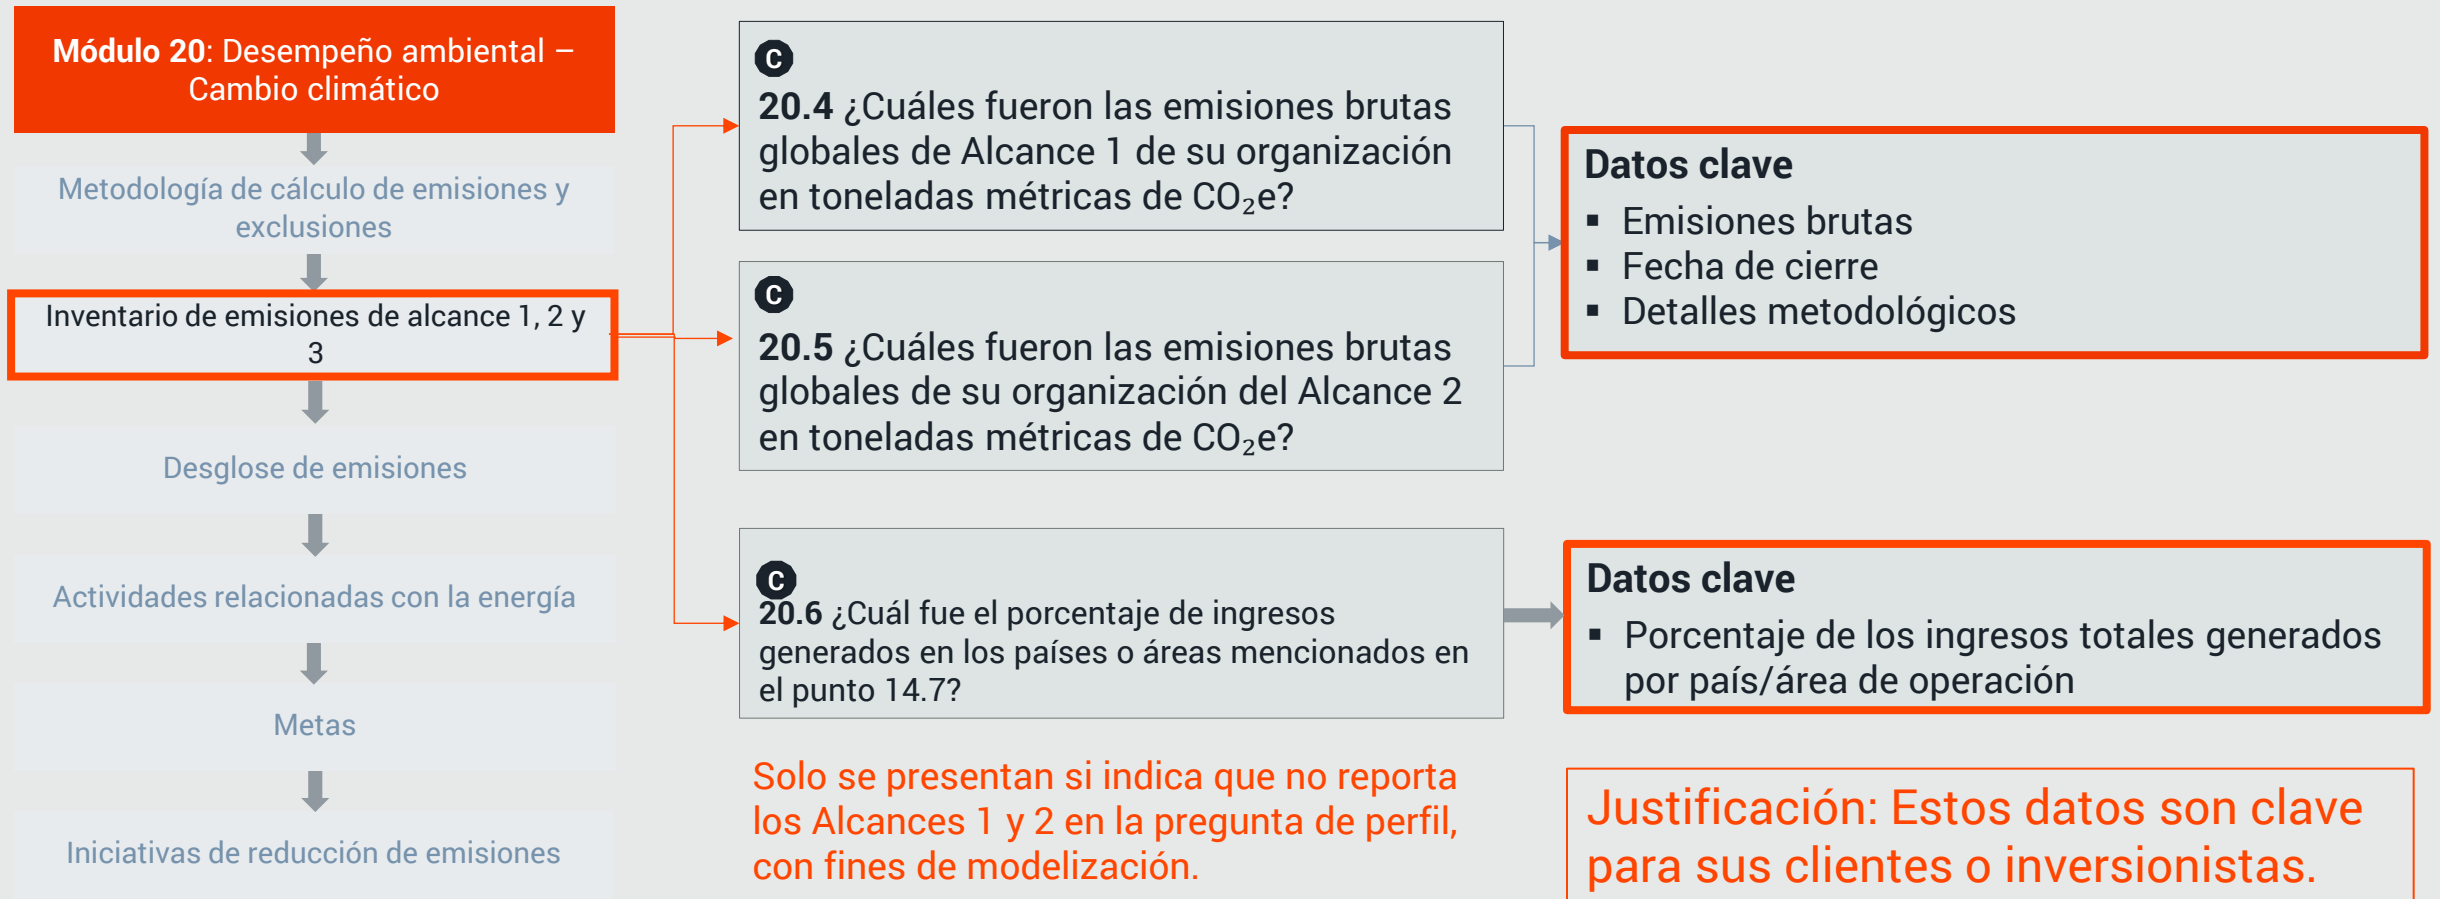 Módulo 20: Desempeño ambiental –
Cambio climático
Metodología de cálculo de emisiones y
exclusiones
Inventario de emisiones de alcance 1, 2 y
3
Desglose de emisiones
Actividades relacionadas con la energía
Metas
Iniciativas de reducción de emisiones
C
20.4 ¿Cuáles fueron las emisiones brutas
globales de Alcance 1 de su organización
en toneladas métricas de CO₂e?
C
20.5 ¿Cuáles fueron las emisiones brutas
globales de su organización del Alcance 2
en toneladas métricas de CO₂e?
C
20.6 ¿Cuál fue el porcentaje de ingresos
generados en los países o áreas mencionados en
el punto 14.7?
Solo se presentan si indica que no reporta
los Alcances 1 y 2 en la pregunta de perfil,
con fines de modelización.
Datos clave
▪ Emisiones brutas
▪ Fecha de cierre
▪ Detalles metodológicos
Datos clave
▪ Porcentaje de los ingresos totales generados
por país/área de operación
Justificación: Estos datos son clave
para sus clientes o inversionistas.